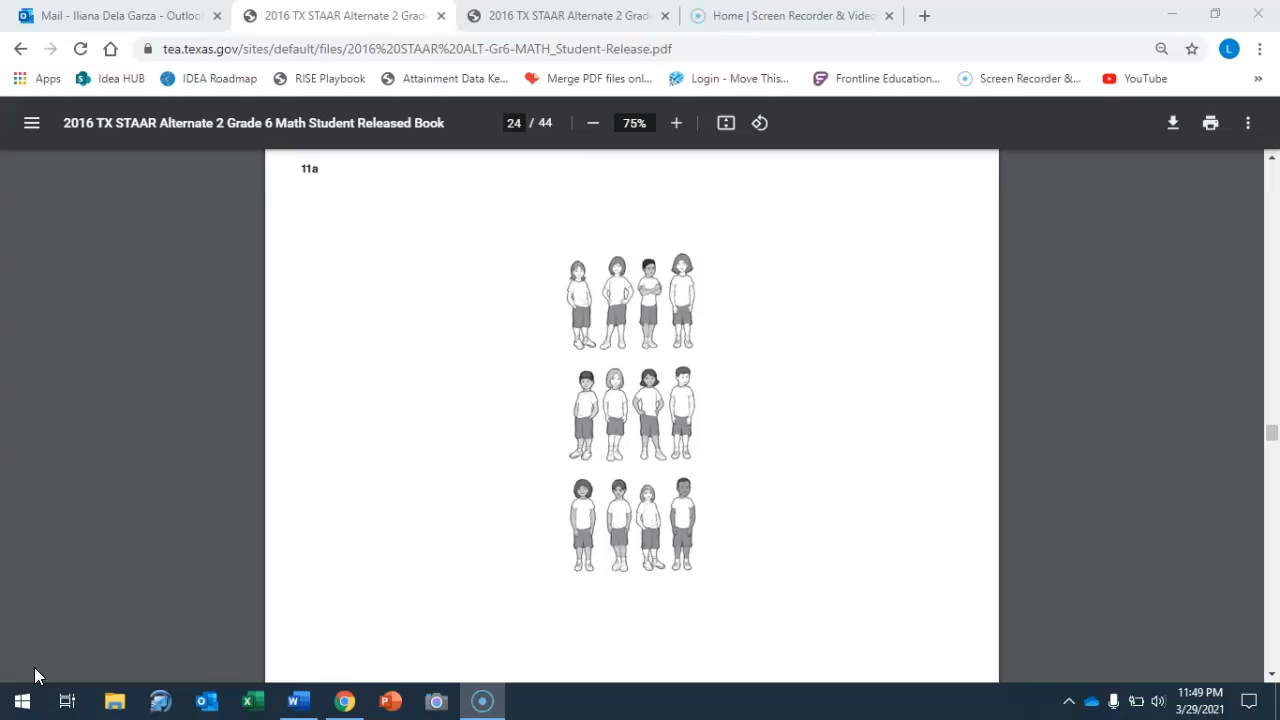 Mail - Iliana Dela Garza - Outloo
2016 TX STAAR Alternate 2 Grad
2016 TX STAAR Alternate 2 Grade
Home | Screen Recorder & Video
tea.texas.gov/sites/default/files/2016%20STAAR%20ALT-Gr6-MATH_Student-Release.pdf
L
Apps
Idea HUB
IDEA Roadmap
RISE Playbook
Attainment Data Ke...
Merge PDF files onl...
Login - Move This...
Frontline Education...
Screen Recorder &...
YouTube
»
2016 TX STAAR Alternate 2 Grade 6 Math Student Released Book
24 / 44
75%
11a
11:49 PM
3/29/2021